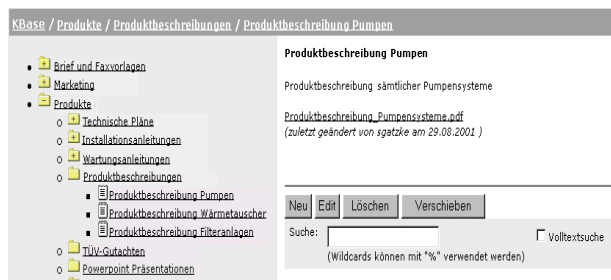 KBase / Produkte / Produktbeschreibungen / Produktbeschreibung Pumpen
Brief und Faxvorlagen
Marketing
Produkte
Technische Pläne
Installationsanleitungen
Wartungsanleitungen
Produktbeschreibungen
Produktbeschreibung Pumpen
Produktbeschreibung Wärmetauscher
Produktbeschreibung Filteranlagen
TÜV-Gutachten
Powerpoint Präsentationen
Produktbeschreibung Pumpen
Produktbeschreibung sämtlicher Pumpensysteme
Produktbeschreibung_Pumpensysteme.pdf
(zuletzt geändert von sgatzke am 29.08.2001 )
Neu Edit Löschen Verschieben
Suche: Volltextsuche
(Wildcards können mit "%" verwendet werden)